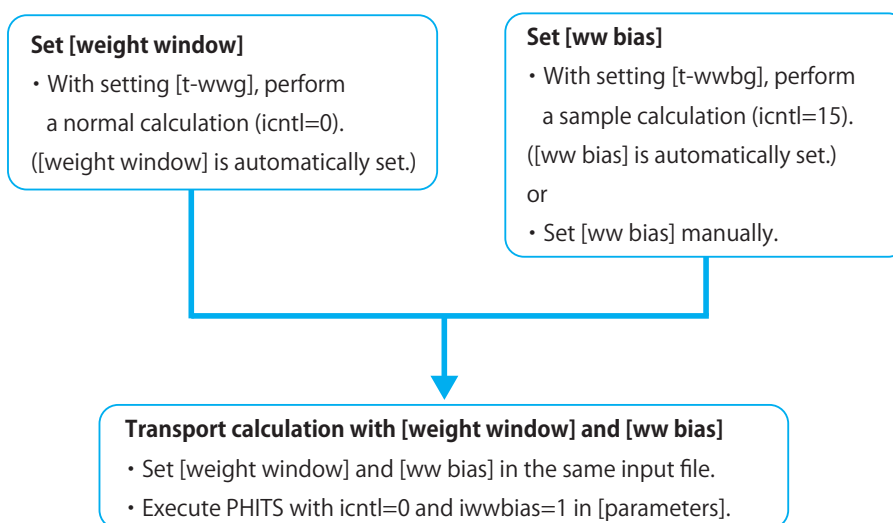 Set [weight window]
・With setting [t-wwg], perform
a normal calculation (icntl=0).
([weight window] is automatically set.)
Set [ww bias]
・With setting [t-wwbg], perform
a sample calculation (icntl=15).
([ww bias] is automatically set.)
or
・Set [ww bias] manually.
Transport calculation with [weight window] and [ww bias]
・Set [weight window] and [ww bias] in the same input file.
・Execute PHITS with icntl=0 and iwwbias=1 in [parameters].